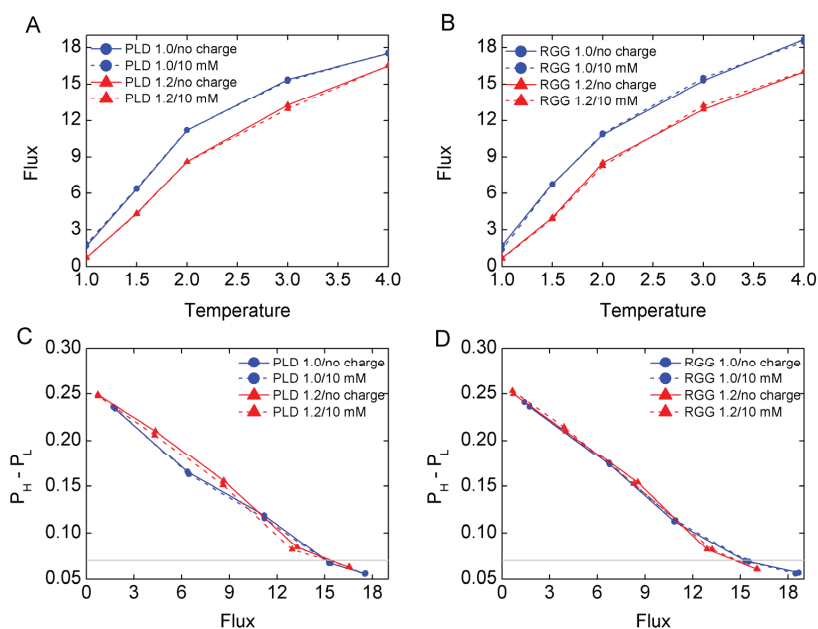 A
PLD 1.0/no charge
PLD 1.0/10 mM
PLD 1.2/no charge
PLD 1.2/10 mM
18
15
12
9
6
3
0
Flux
1.0 1.5 2.0 2.5 3.0 3.5 4.0
Temperature
B
RGG 1.0/no charge
RGG 1.0/10 mM
RGG 1.2/no charge
RGG 1.2/10 mM
18
15
12
9
6
3
0
Flux
1.0 1.5 2.0 2.5 3.0 3.5 4.0
Temperature
C
PLD 1.0/no charge
PLD 1.0/10 mM
PLD 1.2/no charge
PLD 1.2/10 mM
0.30
0.25
0.20
0.15
0.10
0.05
PH - PL
0 3 6 9 12 15 18
Flux
D
RGG 1.0/no charge
RGG 1.0/10 mM
RGG 1.2/no charge
RGG 1.2/10 mM
0.30
0.25
0.20
0.15
0.10
0.05
PH - PL
0 3 6 9 12 15 18
Flux